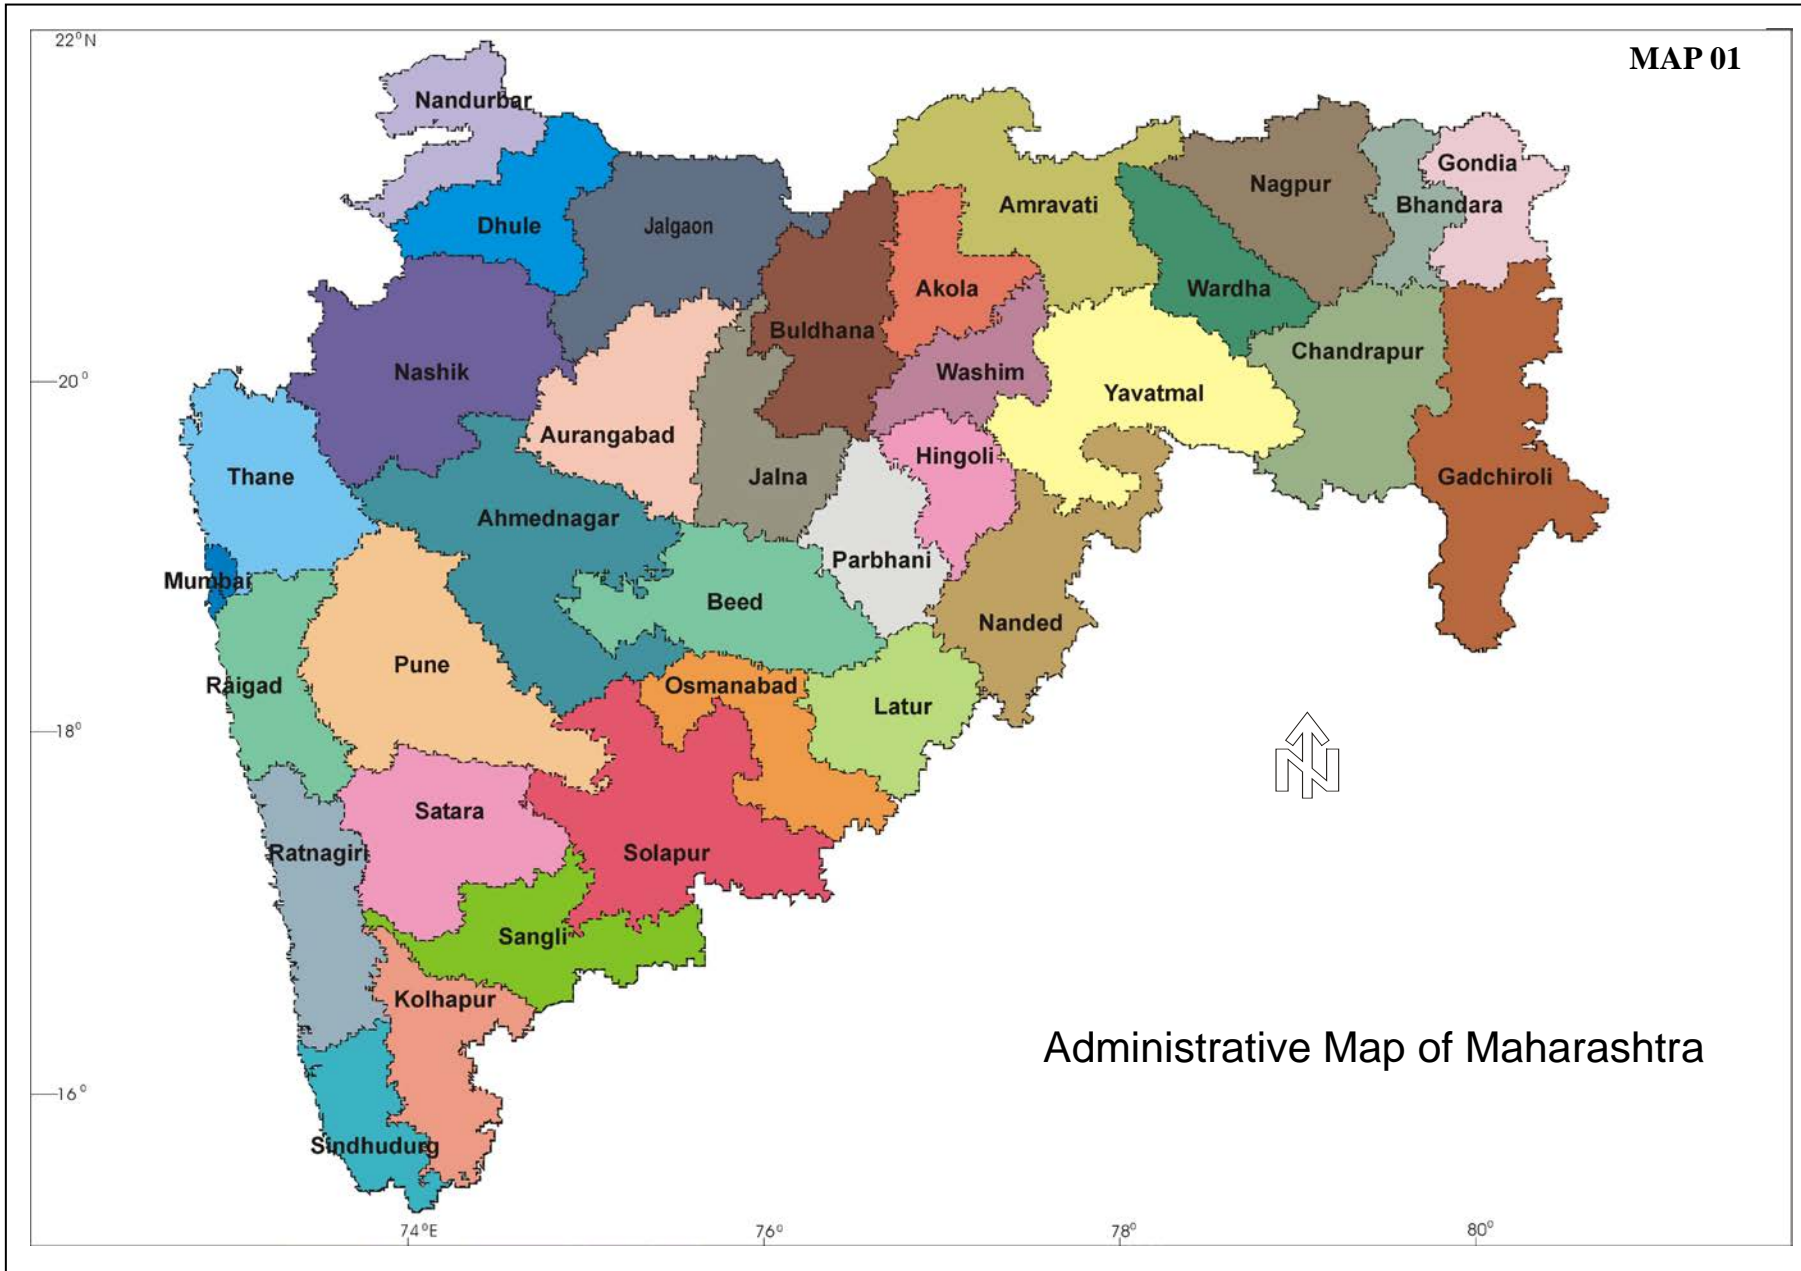 22°N
MAP 01
Nandurbar
Gondia
Nagpur
Amravati
Bhandara
Dhule
Jalgaon
Akola
Wardha
Buldhana
Chandrapur
Nashik
Washim
20°
Yavatmal
Aurangabad
Hingoli
Thane
Jalna
Gadchiroli
Ahmednagar
Parbhani
Mumbai
Beed
Nanded
Pune
Raigad
Osmanabad
Latur
18°
Satara
Ratnagiri
Solapur
Sangli
Kolhapur
Administrative Map of Maharashtra
16°
Sindhudurg
74°E
76°
78°
80°
N